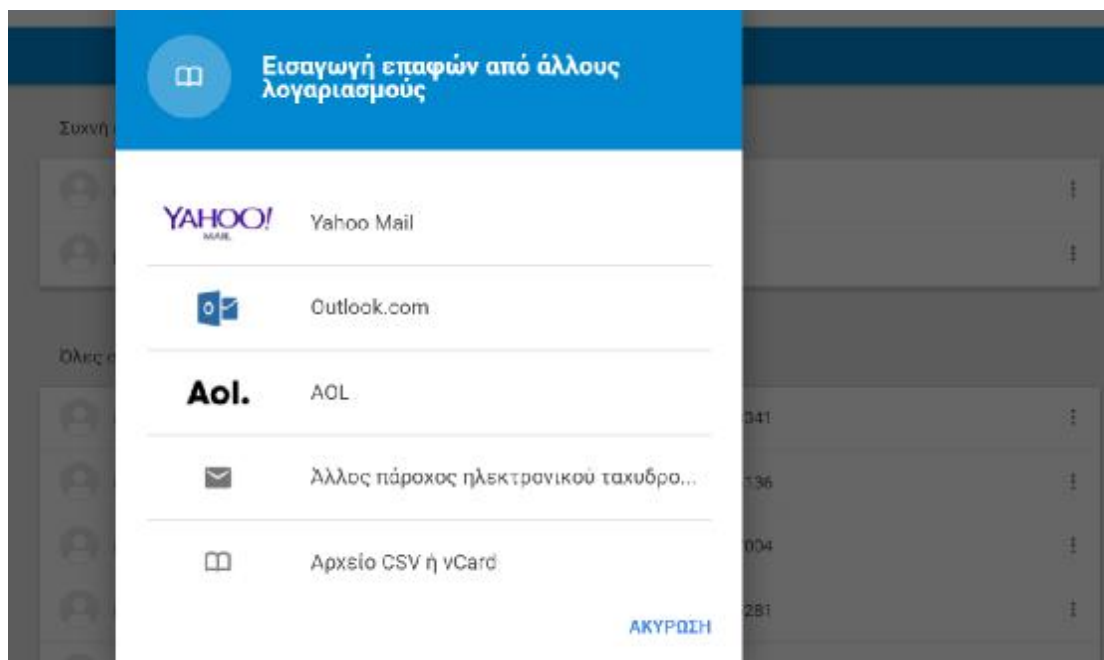 Εισαγωγή επαφών από άλλους
λογαριασμούς
Συχνή
YAHOO!
MAIL
Yahoo Mail
Outlook.com
Όλες
Aol.
AOL
341
Άλλος πάροχος ηλεκτρονικού ταχυδρο...
136
Αρχείο CSV ή vCard
004
281
ΑΚΥΡΩΣΗ